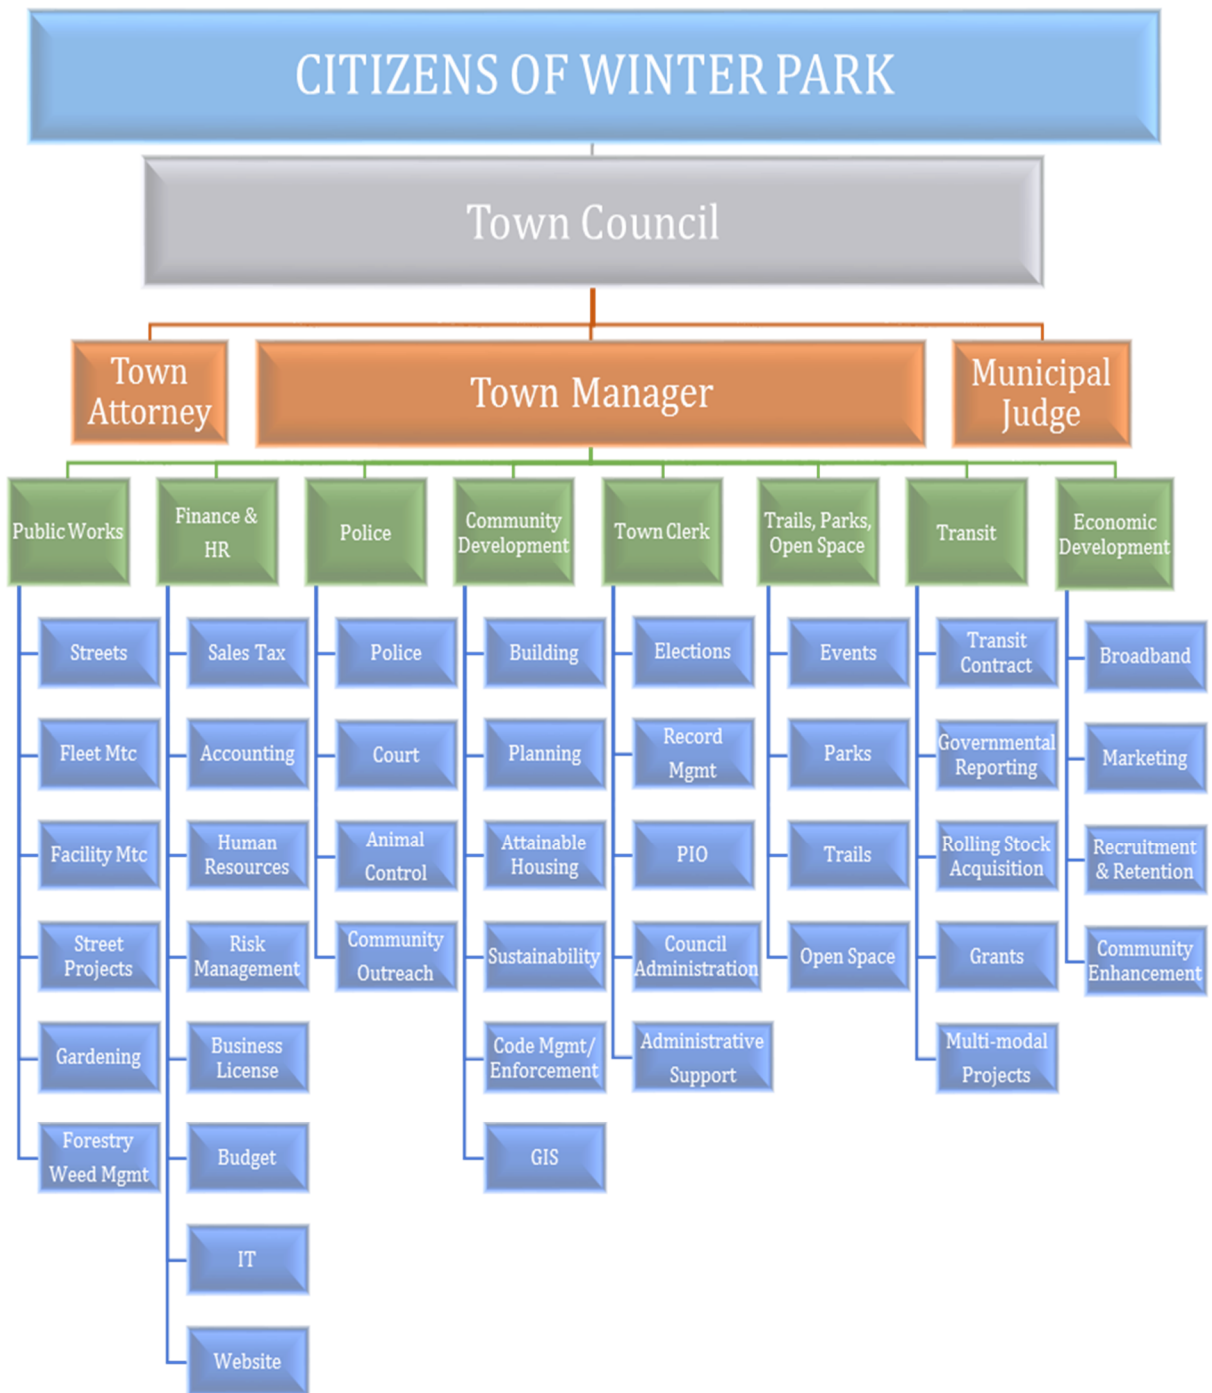 CITIZENS OF WINTER PARK
Town Council
Town
Attorney
Town Manager
Municipal
Judge
Public Works
Finance &
HR
Police
Community
Development
Town Clerk
Trails, Parks,
Open Space
Transit
Economic
Development
Streets
Fleet Mtc
Facility Mtc
Street
Projects
Gardening
Forestry
Weed Mgmt
Sales Tax
Accounting
Human
Resources
Risk
Management
Business
License
Budget
IT
Website
Police
Court
Animal
Control
Community
Outreach
Building
Planning
Attainable
Housing
Sustainability
Code Mgmt/
Enforcement
GIS
Elections
Record
Mgmt
PIO
Council
Administration
Administrative
Support
Events
Parks
Trails
Open Space
Transit
Contract
Governmental
Reporting
Rolling Stock
Acquisition
Grants
Multi-modal
Projects
Broadband
Marketing
Recruitment
& Retention
Community
Enhancement